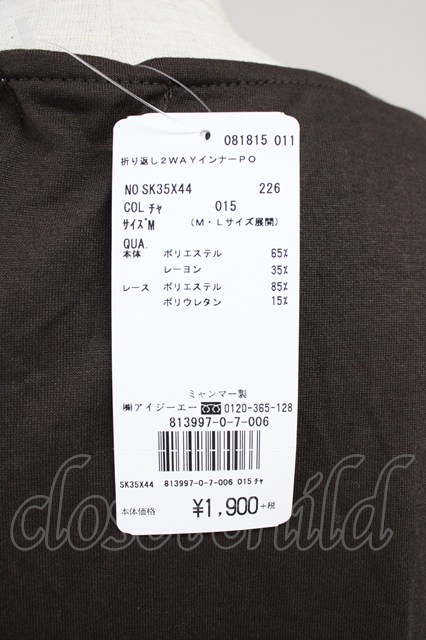 081815 011
折り返し2WAYインナーPO
NO SK35X44 226
COL チャ 015
サイズ M (M・Lサイズ展開)
QUA.
本体 ポリエステル 65%
レーヨン 35%
レース ポリエステル 85%
ポリウレタン 15%
ミャンマー製
㈱アイジーエー 0120-365-128
813997-0-7-006
SK35X44 813997-0-7-006 015 チャ
本体価格 ¥1,900+税
closet child